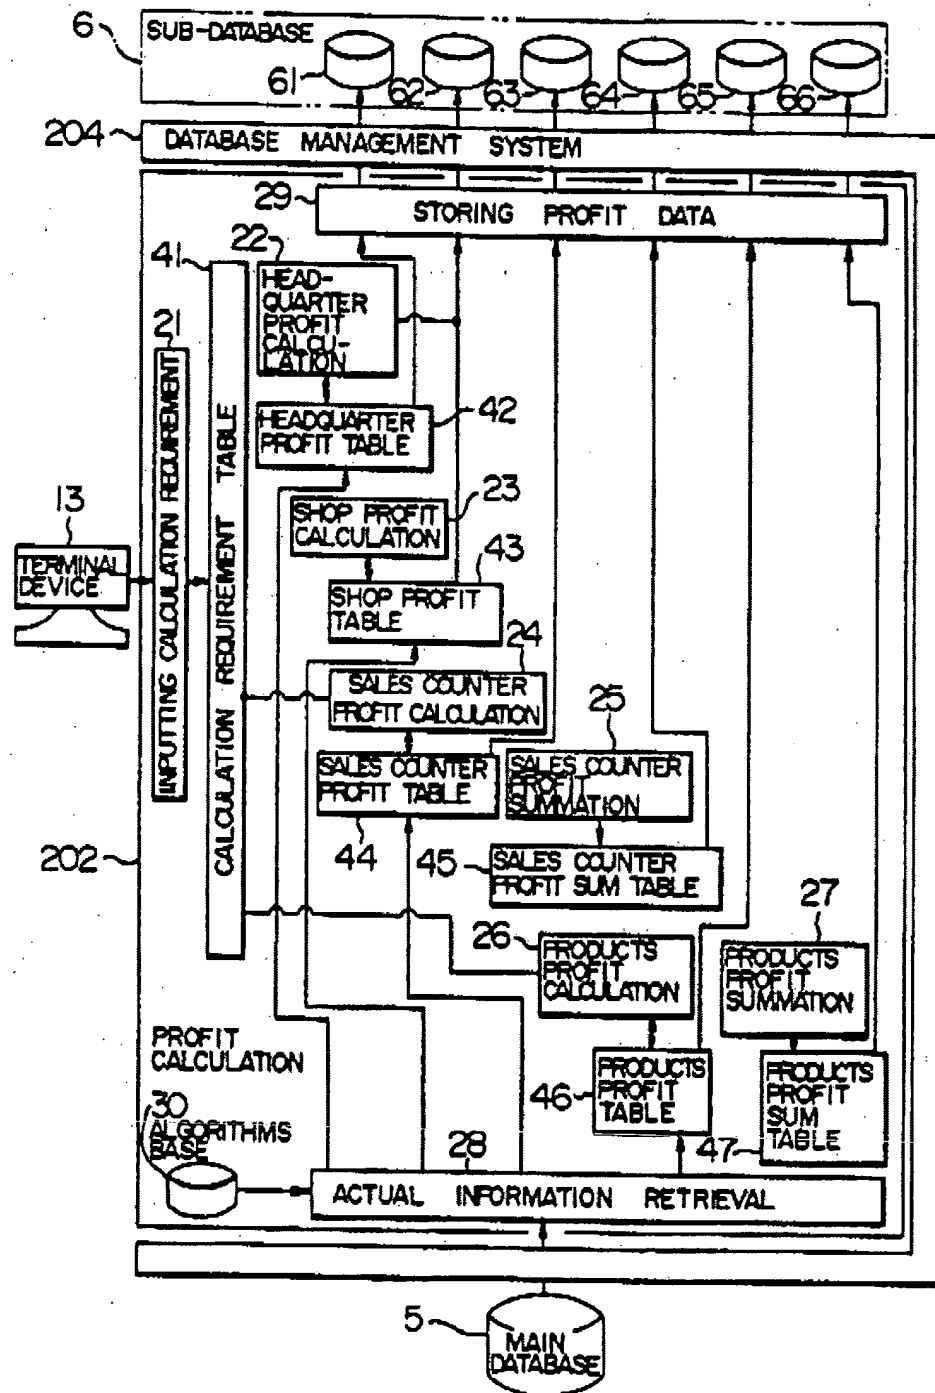 6
SUB-DATABASE
61
62
63
64
65
66
204
DATABASE MANAGEMENT SYSTEM
29
STORING PROFIT DATA
22
41
HEAD-
QUARTER
PROFIT
CALCU-
LATION
21
INPUTTING CALCULATION REQUIREMENT
CALCULATION REQUIREMENT TABLE
HEADQUARTER
PROFIT TABLE
42
23
SHOP PROFIT
CALCULATION
13
TERMINAL
DEVICE
43
SHOP PROFIT
TABLE
24
SALES COUNTER
PROFIT CALCULATION
25
SALES COUNTER
PROFIT TABLE
SALES COUNTER
PROFIT
SUMMATION
44
202
45
SALES COUNTER
PROFIT SUM TABLE
26
27
PRODUCTS
PROFIT
CALCULATION
PRODUCTS
PROFIT
SUMMATION
PROFIT
CALCULATION
46
PRODUCTS
PROFIT
TABLE
PRODUCTS
PROFIT
SUM
TABLE
47
30
ALGORITHMS
BASE
28
ACTUAL INFORMATION RETRIEVAL
5
MAIN
DATABASE